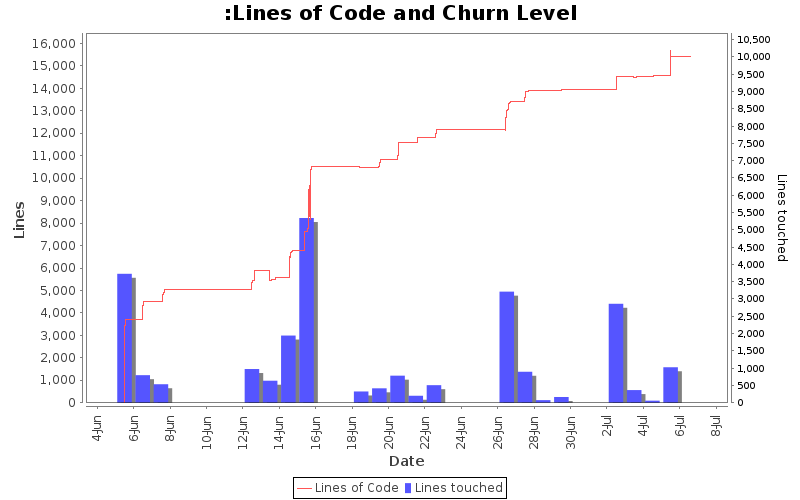 :Lines of Code and Churn Level
16,000
15,000
14,000
13,000
12,000
11,000
10,000
9,000
8,000
7,000
6,000
5,000
4,000
3,000
2,000
1,000
0
Lines
10,500
10,000
9,500
9,000
8,500
8,000
7,500
7,000
6,500
6,000
5,500
5,000
4,500
4,000
3,500
3,000
2,500
2,000
1,500
1,000
500
0
Lines touched
4-Jun
6-Jun
8-Jun
10-Jun
12-Jun
14-Jun
16-Jun
18-Jun
20-Jun
22-Jun
24-Jun
26-Jun
28-Jun
30-Jun
2-Jul
4-Jul
6-Jul
8-Jul
Date
Lines of Code
Lines touched